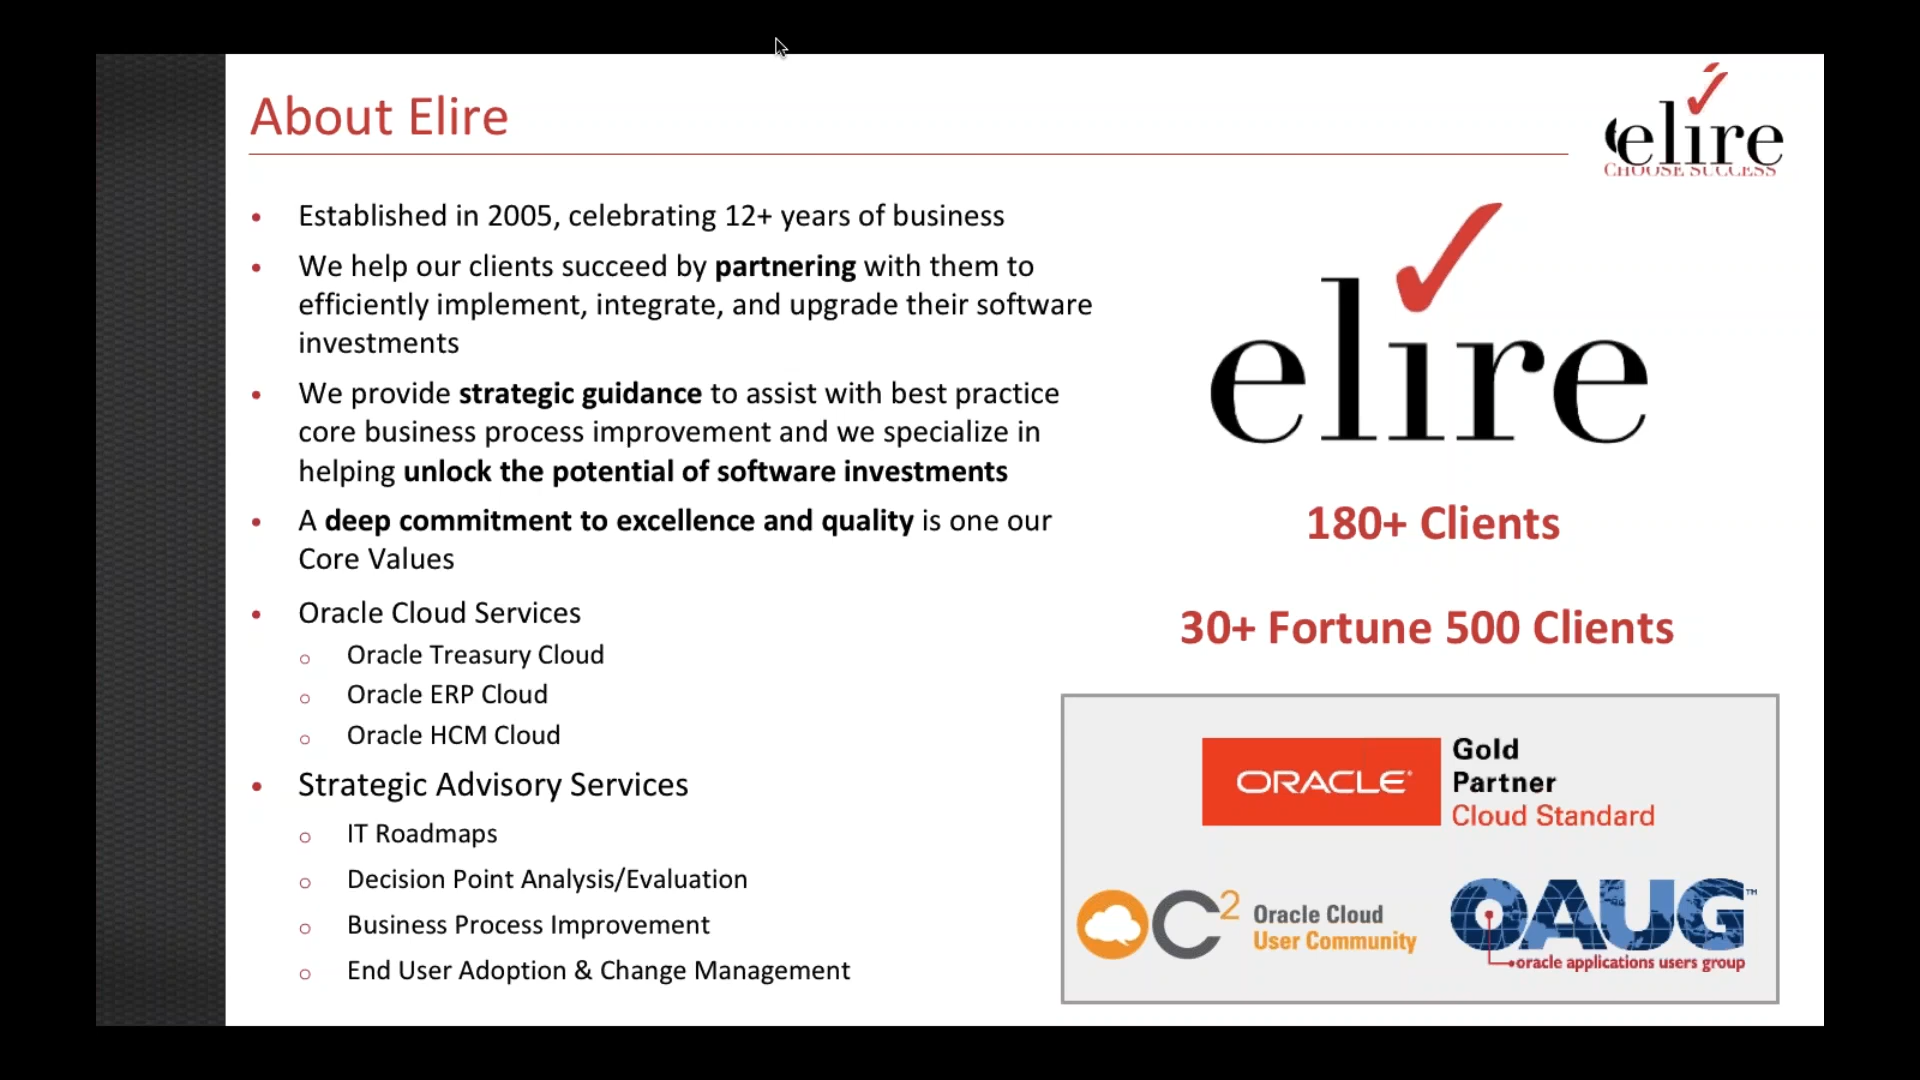 About Elire
elire
CHOOSE SUCCESS
Established in 2005, celebrating 12+ years of business
We help our clients succeed by partnering with them to
efficiently implement, integrate, and upgrade their software
investments
We provide strategic guidance to assist with best practice
core business process improvement and we specialize in
helping unlock the potential of software investments
A deep commitment to excellence and quality is one our
Core Values
Oracle Cloud Services
Oracle Treasury Cloud
Oracle ERP Cloud
Oracle HCM Cloud
Strategic Advisory Services
IT Roadmaps
Decision Point Analysis/Evaluation
Business Process Improvement
End User Adoption & Change Management
elire
180+ Clients
30+ Fortune 500 Clients
ORACLE
Gold
Partner
Cloud Standard
OC2
Oracle Cloud
User Community
OAUG™
oracle applications users group